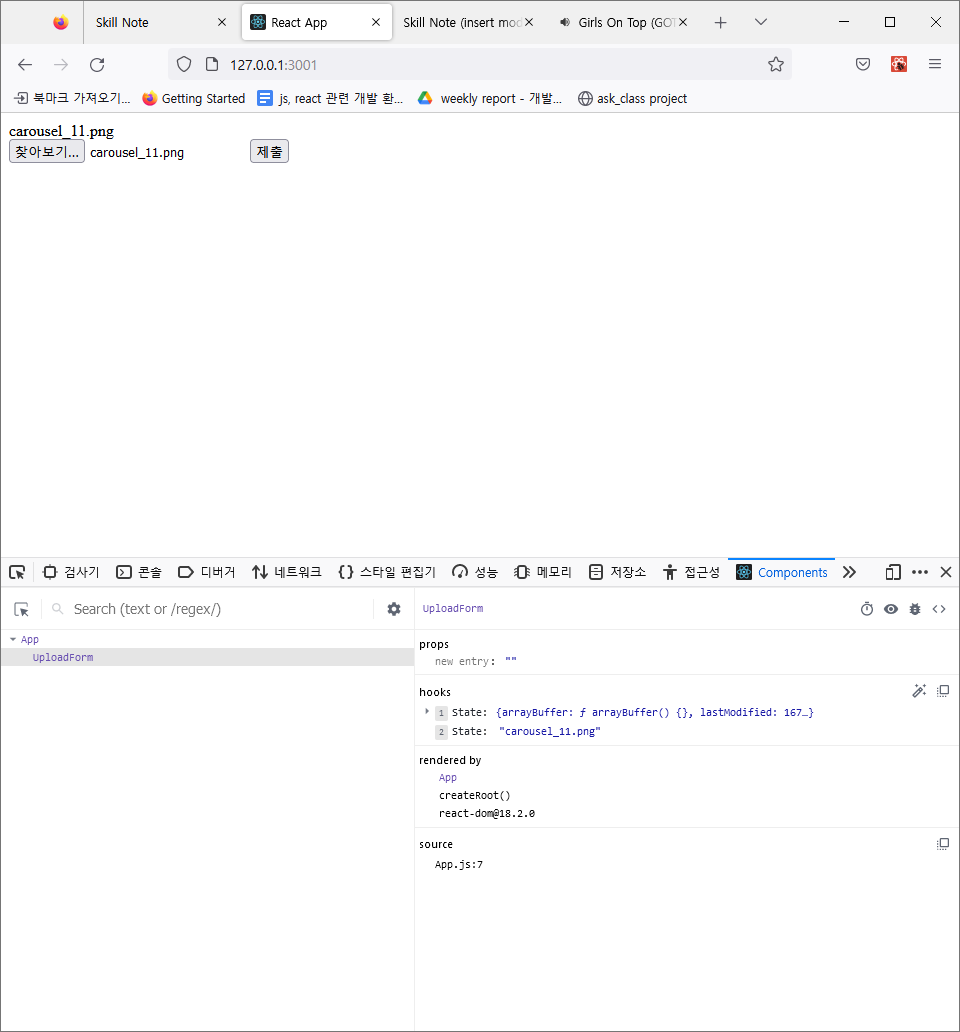 Skill Note
React App
Skill Note (insert mod
Girls On Top (GOT
127.0.0.1:3001
북마크 가져오기...
Getting Started
js, react 관련 개발 환...
weekly report - 개발...
ask_class project
carousel_11.png
찾아보기... carousel_11.png 제출
검사기 콘솔 디버거 네트워크 스타일 편집기 성능 메모리 저장소 접근성 Components
Search (text or /regex/)
UploadForm
App
UploadForm
props
new entry: ""
hooks
1 State: {arrayBuffer: ƒ arrayBuffer() {}, lastModified: 167…}
2 State: "carousel_11.png"
rendered by
App
createRoot()
react-dom@18.2.0
source
App.js:7